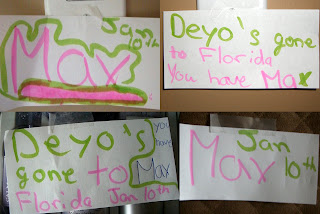 Jan
10th
Max
Deyo's gone
to Florida
You have Max
Deyo's
gone to
Florida Jan 10th
you
have
Max
Jan
10th
Max